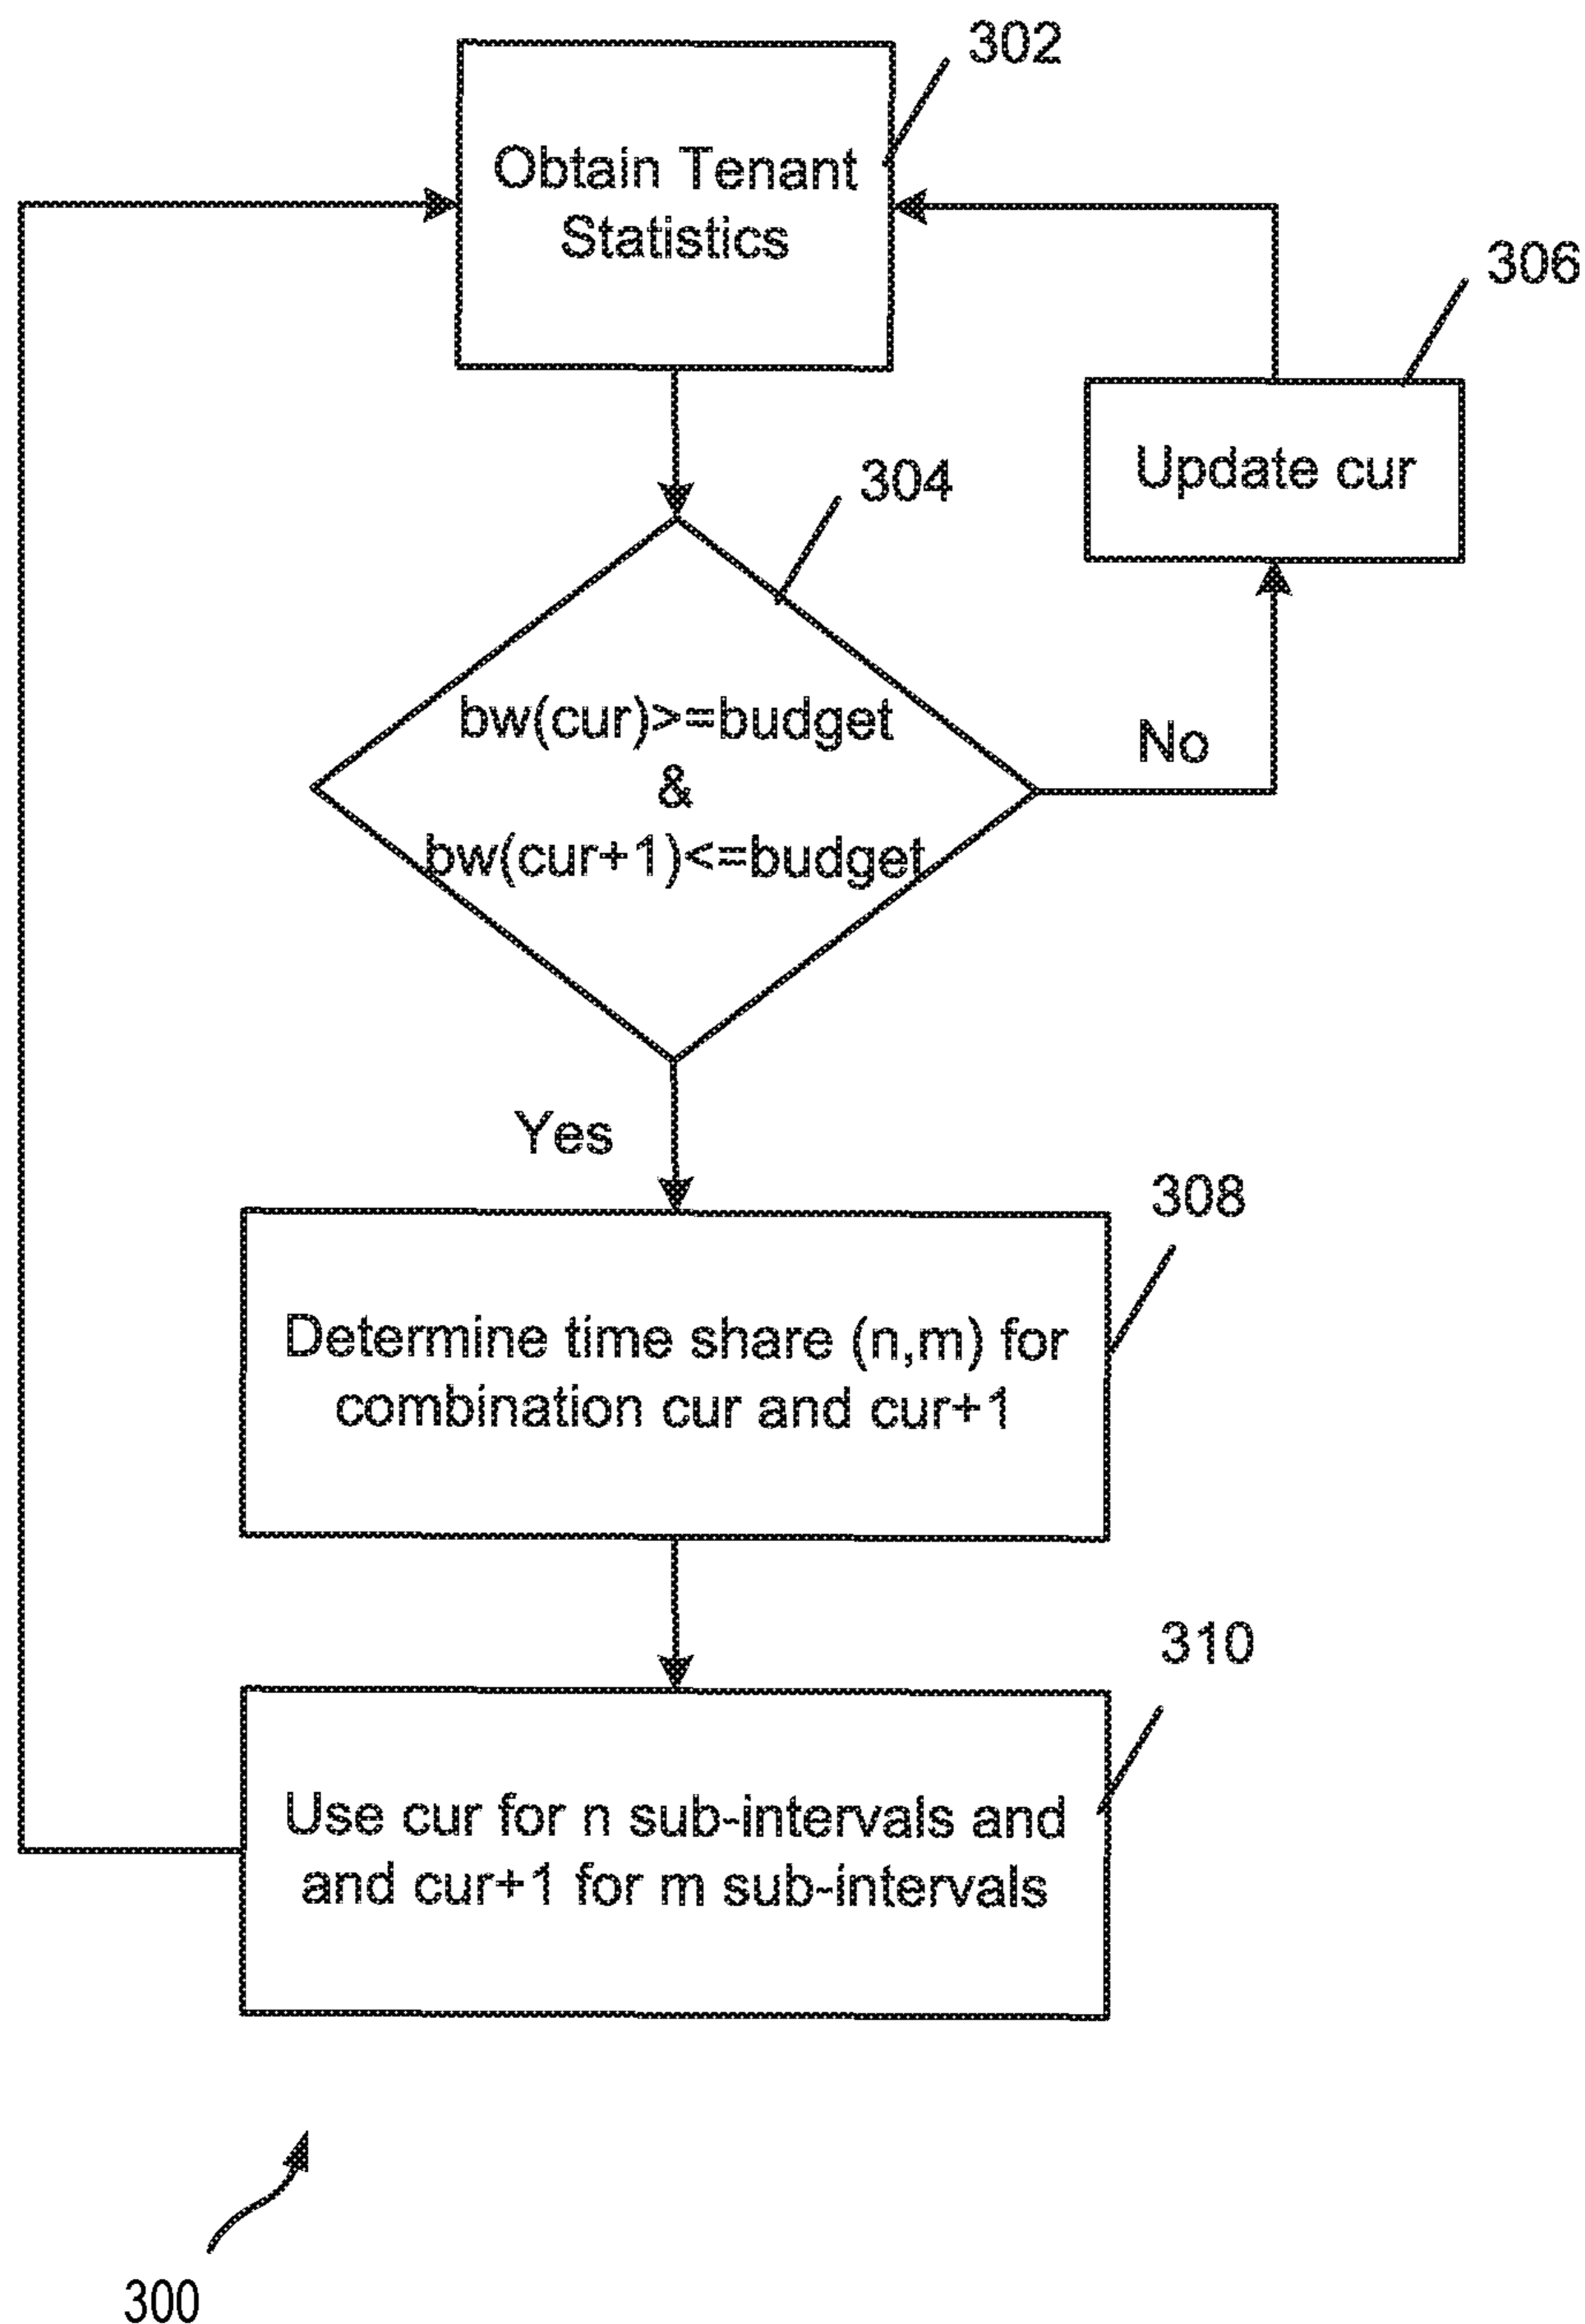 302
Obtain Tenant
Statistics
306
Update cur
304
bw(cur)>=budget
&
bw(cur+1)<=budget
No
Yes
308
Determine time share (n,m) for
combination cur and cur+1
310
Use cur for n sub-intervals and
and cur+1 for m sub-intervals
300